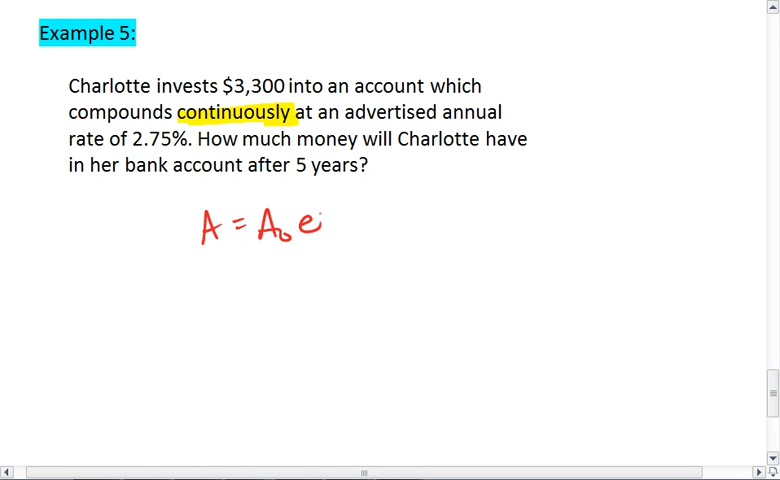 Example 5:
Charlotte invests $3,300 into an account which
compounds continuously at an advertised annual
rate of 2.75%. How much money will Charlotte have
in her bank account after 5 years?
A = A₀ e